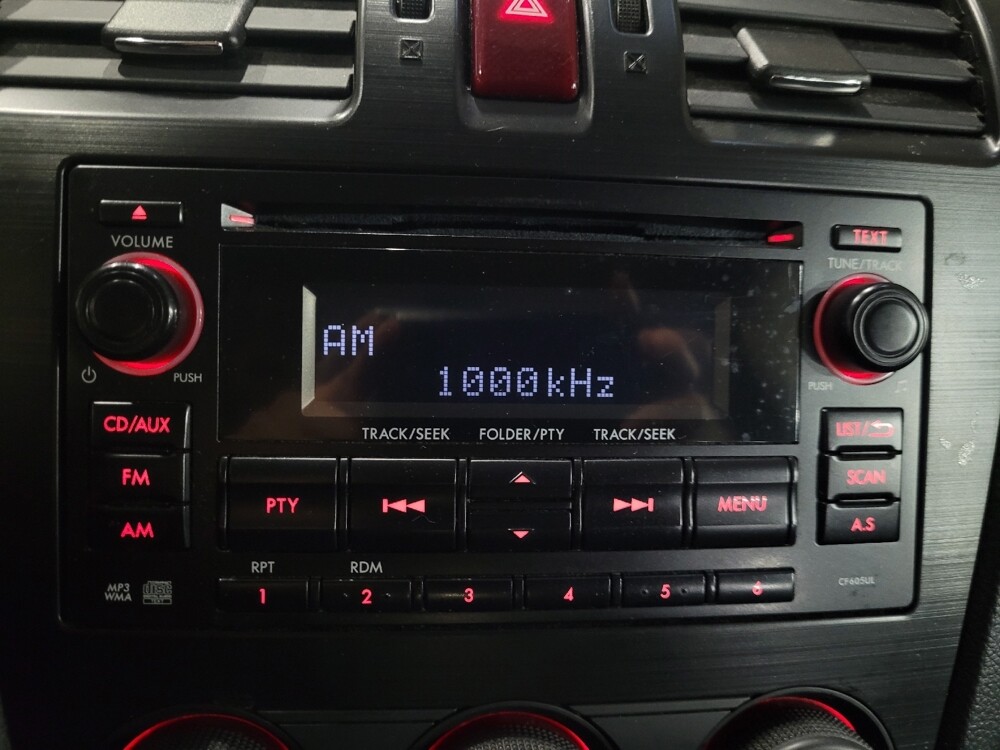 VOLUME
TEXT
TUNE/TRACK
AM
1000kHz
PUSH
PUSH
TRACK/SEEK FOLDER/PTY TRACK/SEEK
CD/AUX
FM
AM
PTY
MENU
LIST/
SCAN
A.S
RPT RDM
1 2 3 4 5 6
MP3
WMA
CF605UL